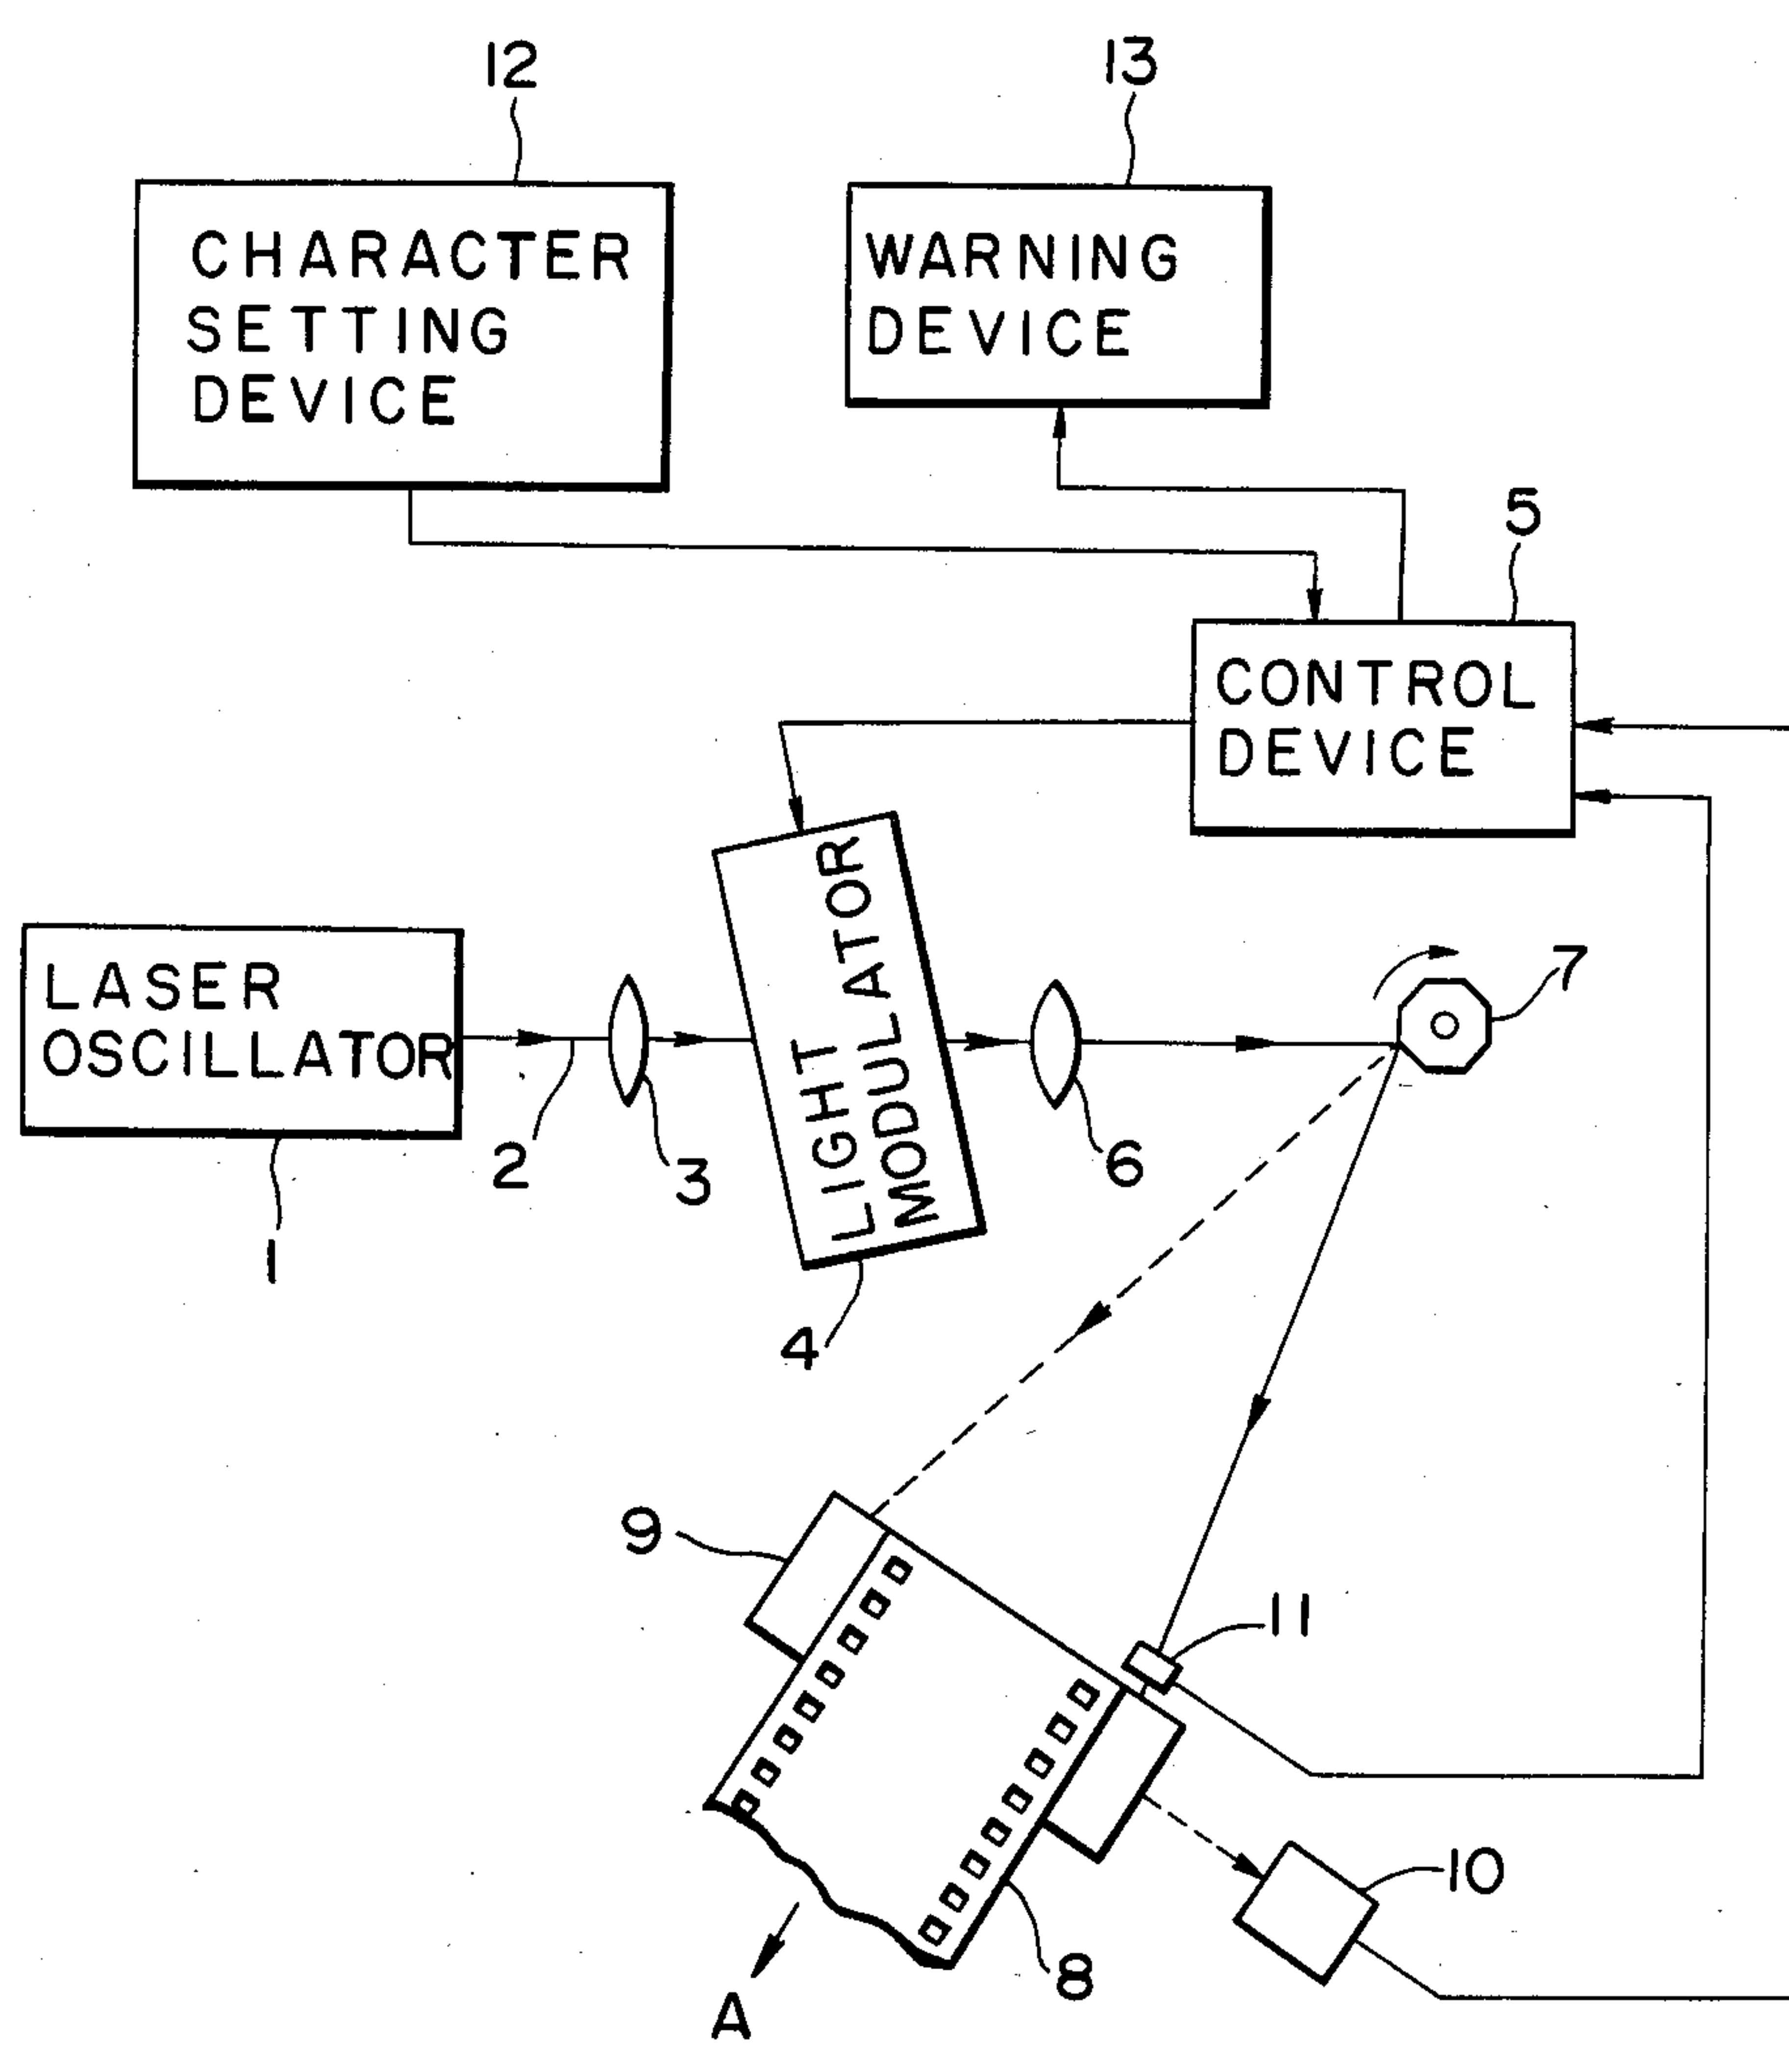 12
13
CHARACTER
SETTING
DEVICE
WARNING
DEVICE
5
CONTROL
DEVICE
LIGHT
MODULATOR
LASER
OSCILLATOR
7
2
3
6
1
4
9
11
10
8
A